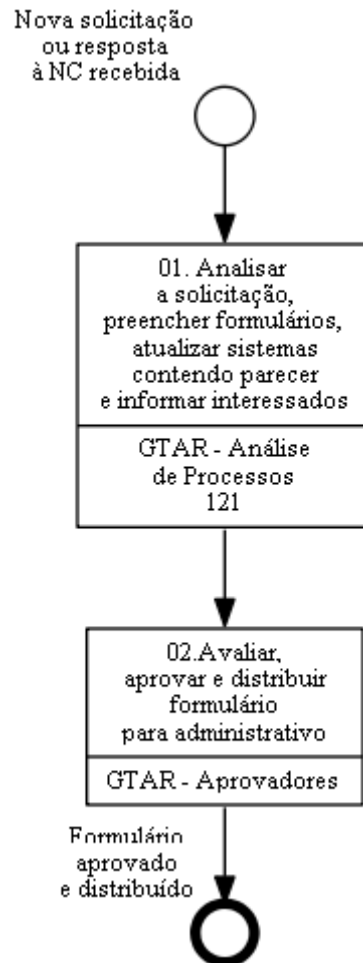 Nova solicitação
ou resposta
à NC recebida
01. Analisar
a solicitação,
preencher formulários,
atualizar sistemas
contendo parecer
e informar interessados
GTAR - Análise
de Processos
121
02.Avaliar,
aprovar e distribuir
formulário
para administrativo
GTAR - Aprovadores
Formulário
aprovado
e distribuído